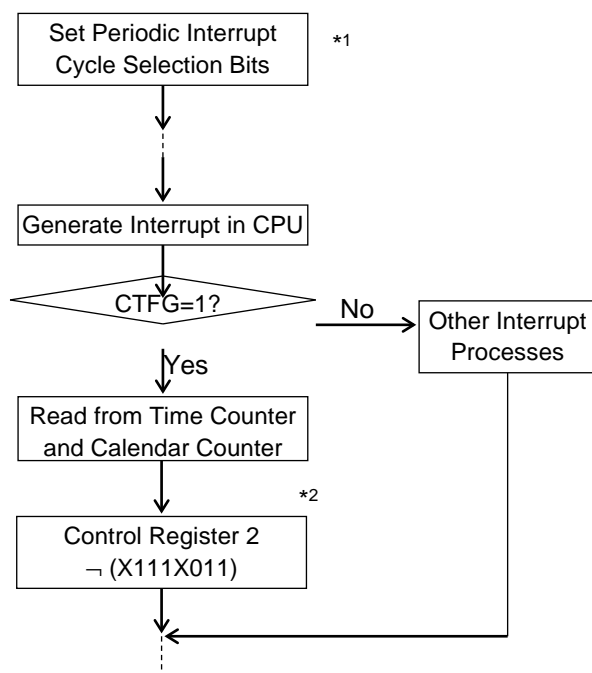 Set Periodic Interrupt
Cycle Selection Bits
*1
Generate Interrupt in CPU
CTFG=1?
No
Other Interrupt
Processes
Yes
Read from Time Counter
and Calendar Counter
*2
Control Register 2
¬ (X111X011)